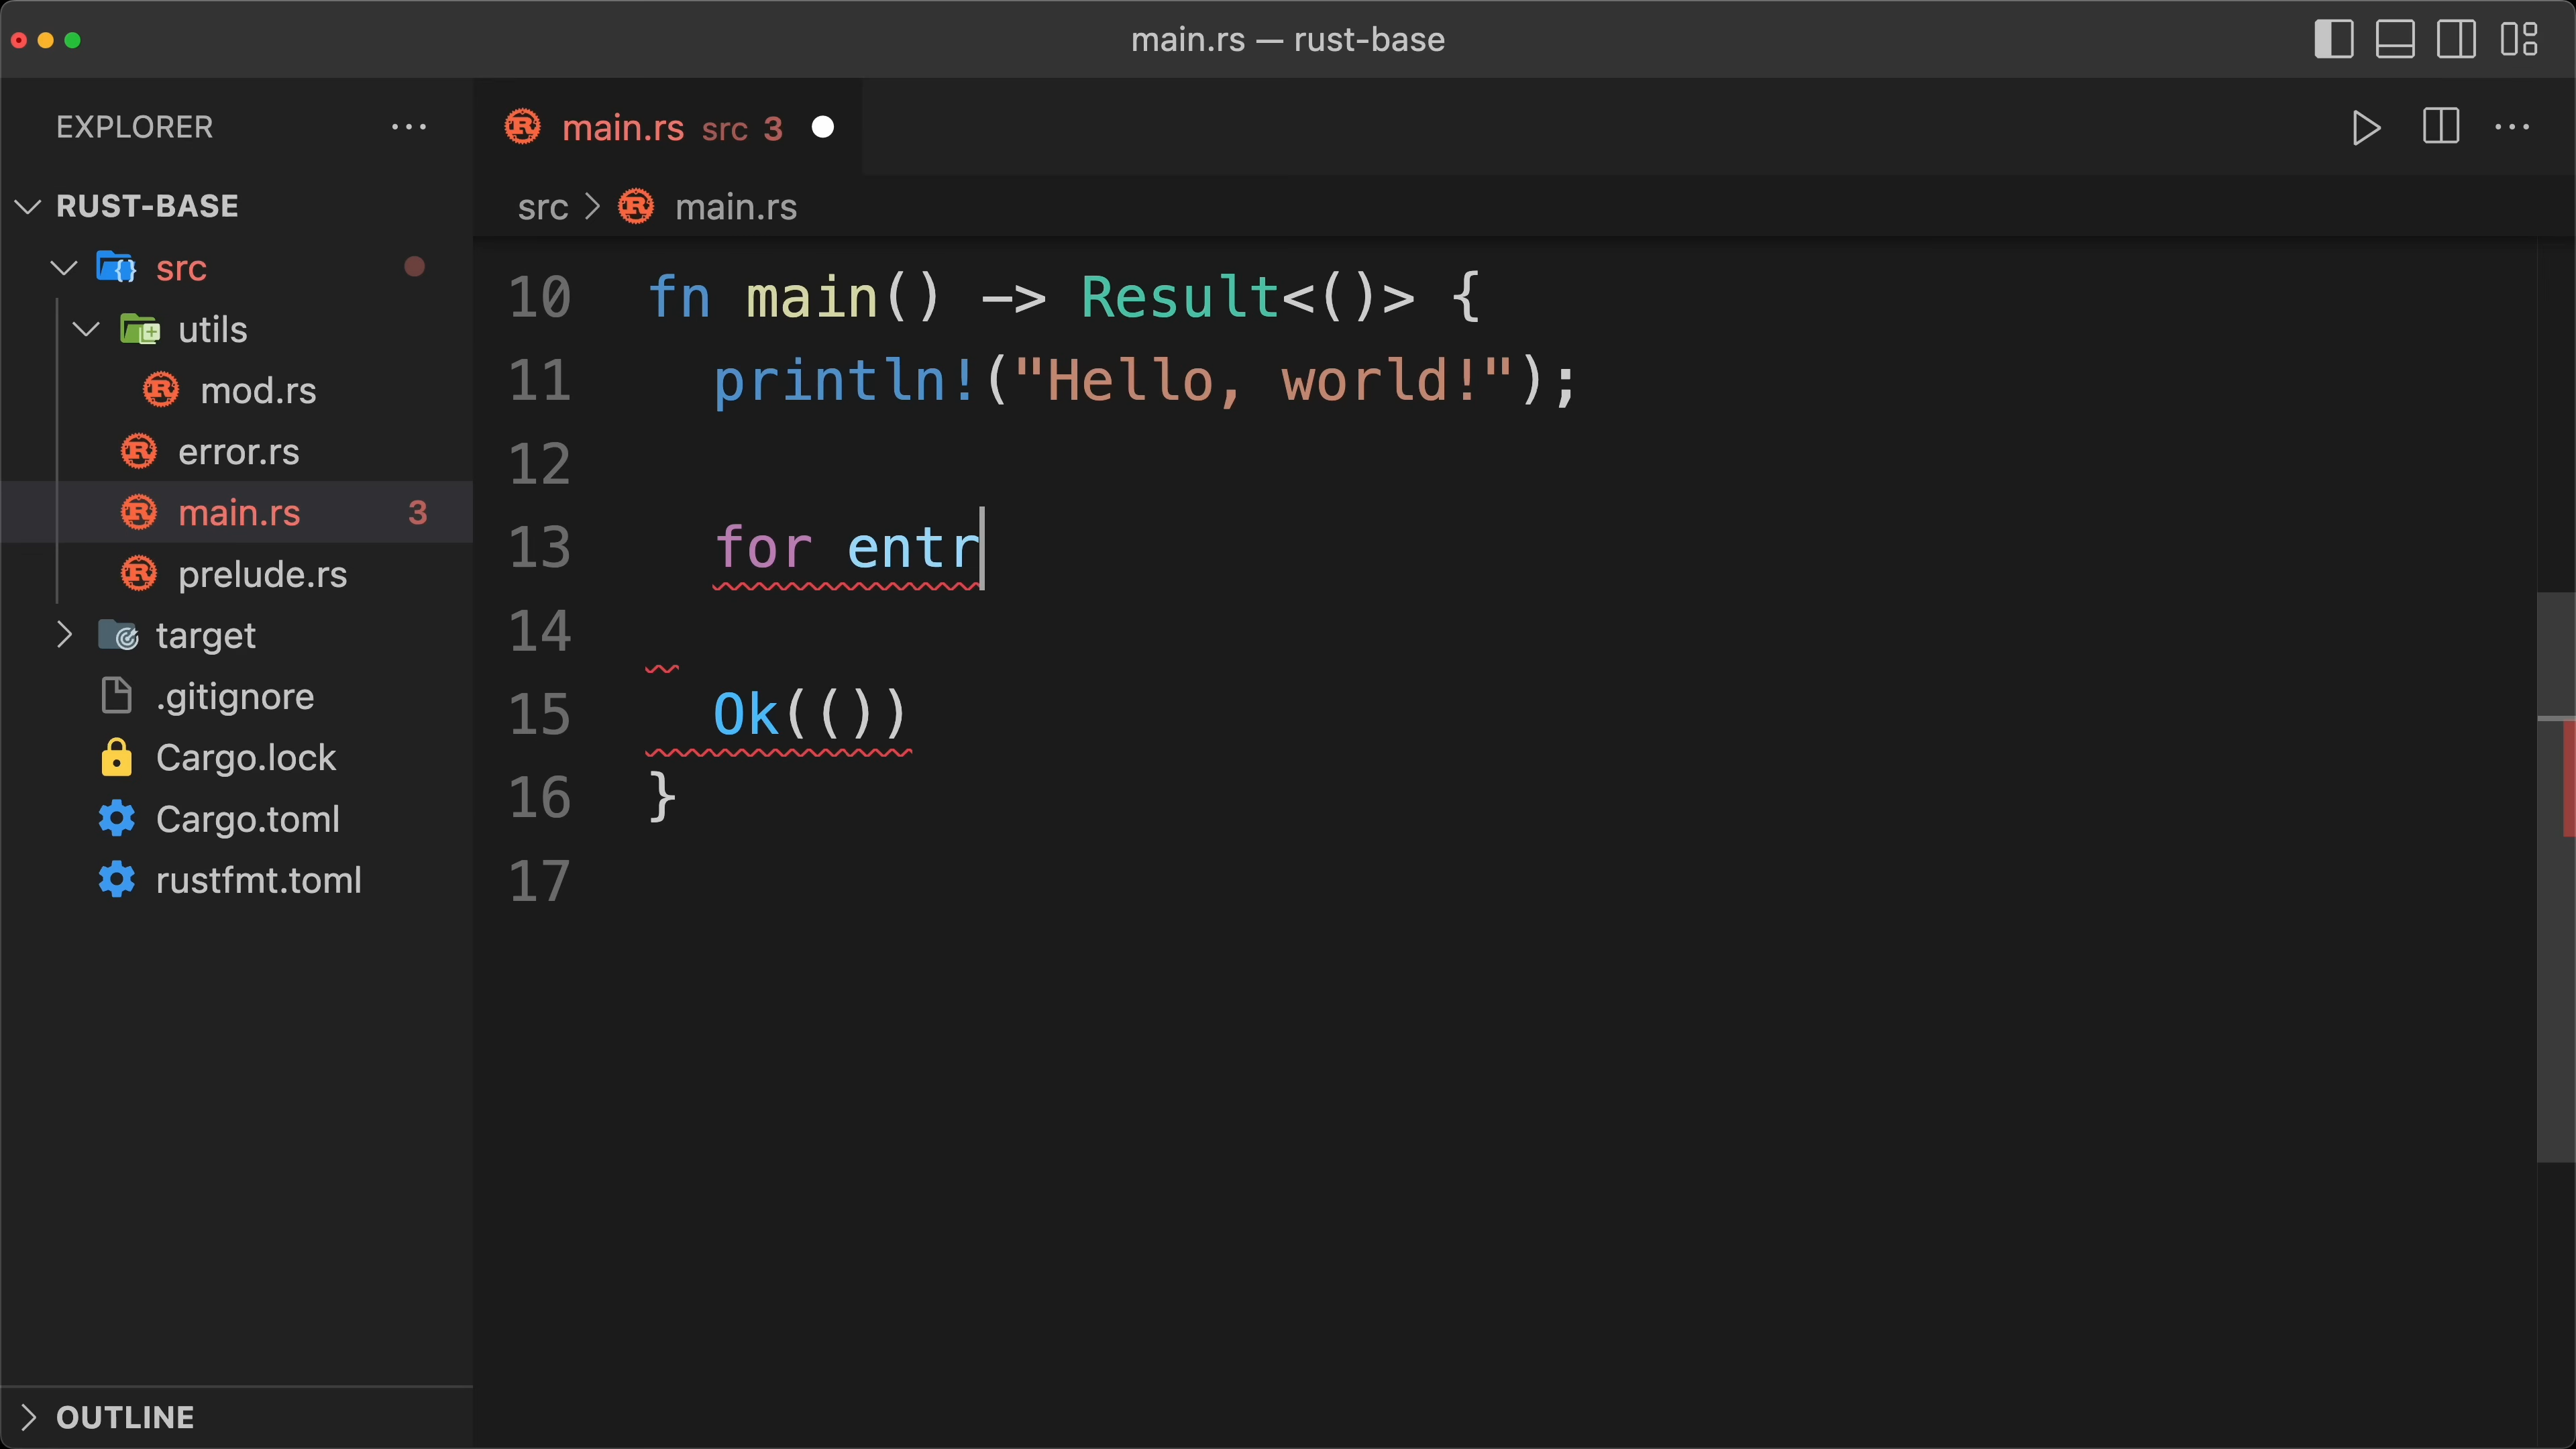 main.rs — rust-base
EXPLORER
RUST-BASE
src
utils
mod.rs
error.rs
main.rs 3
prelude.rs
target
.gitignore
Cargo.lock
Cargo.toml
rustfmt.toml
OUTLINE
main.rs src 3
src > main.rs
10 fn main() -> Result<()> {
11 println!("Hello, world!");
12
13 for entr
14
15 Ok(())
16 }
17